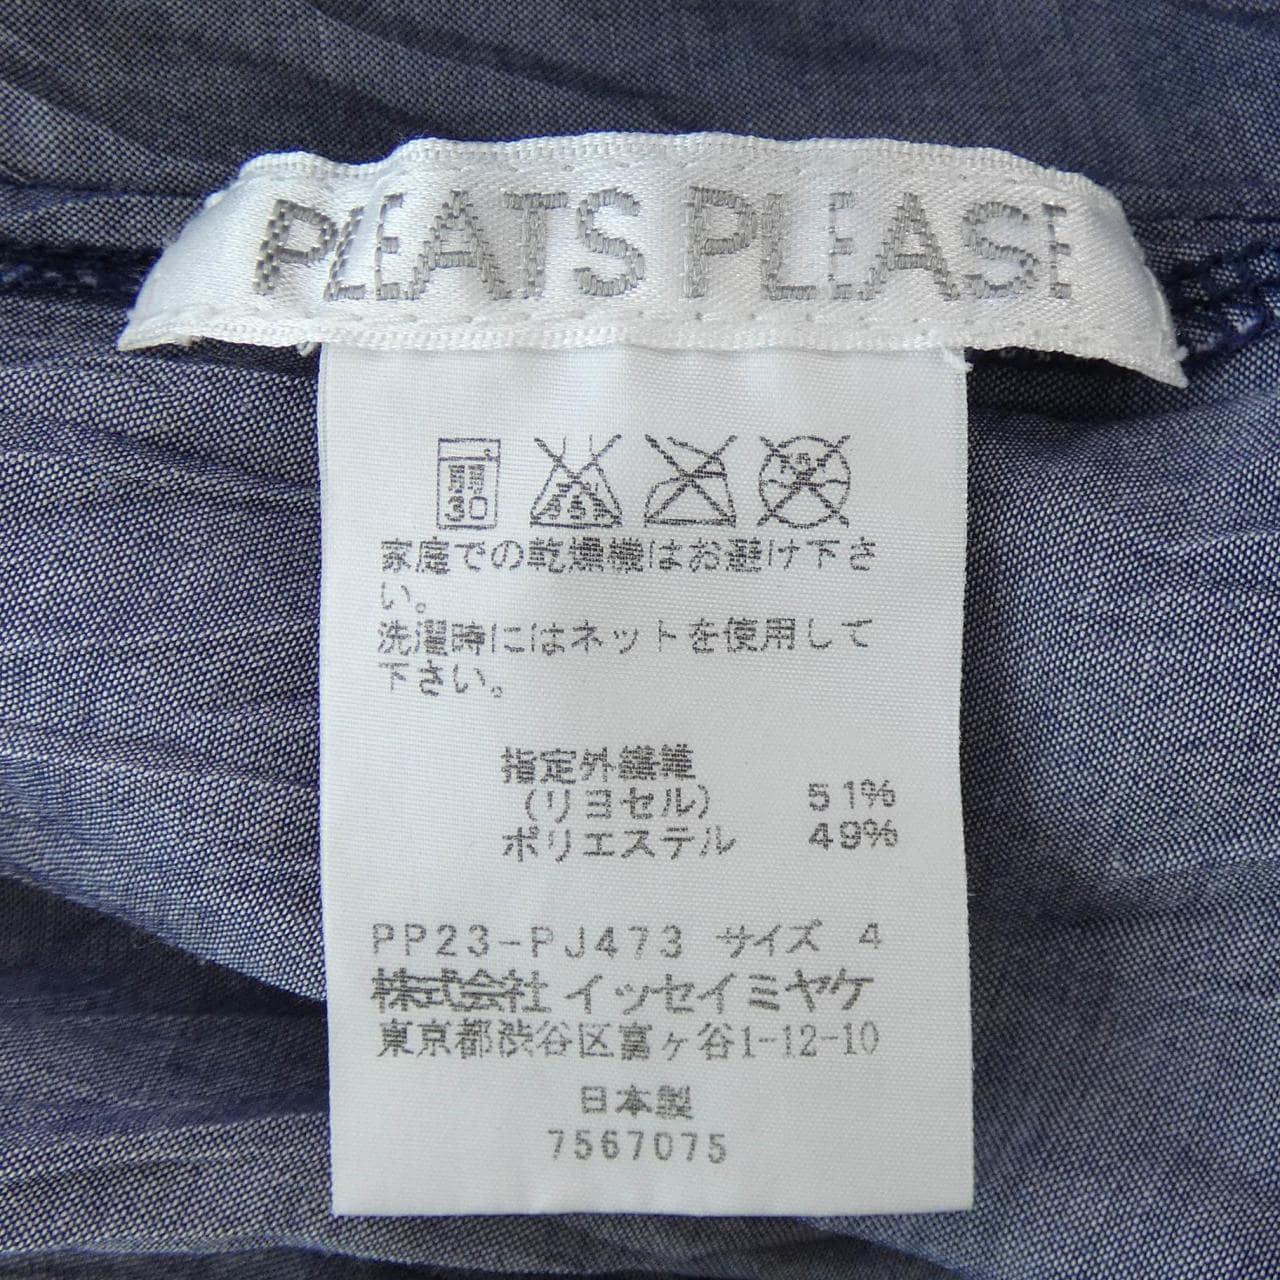 PLEATS PLEASE
弱
30
家庭での乾燥機はお避け下さ
い。
洗濯時にはネットを使用して
下さい。
指定外繊維
(リヨセル) 51%
ポリエステル 49%
PP23-PJ473 サイズ 4
株式会社 イッセイミヤケ
東京都渋谷区富ヶ谷1-12-10
日本製
7567075